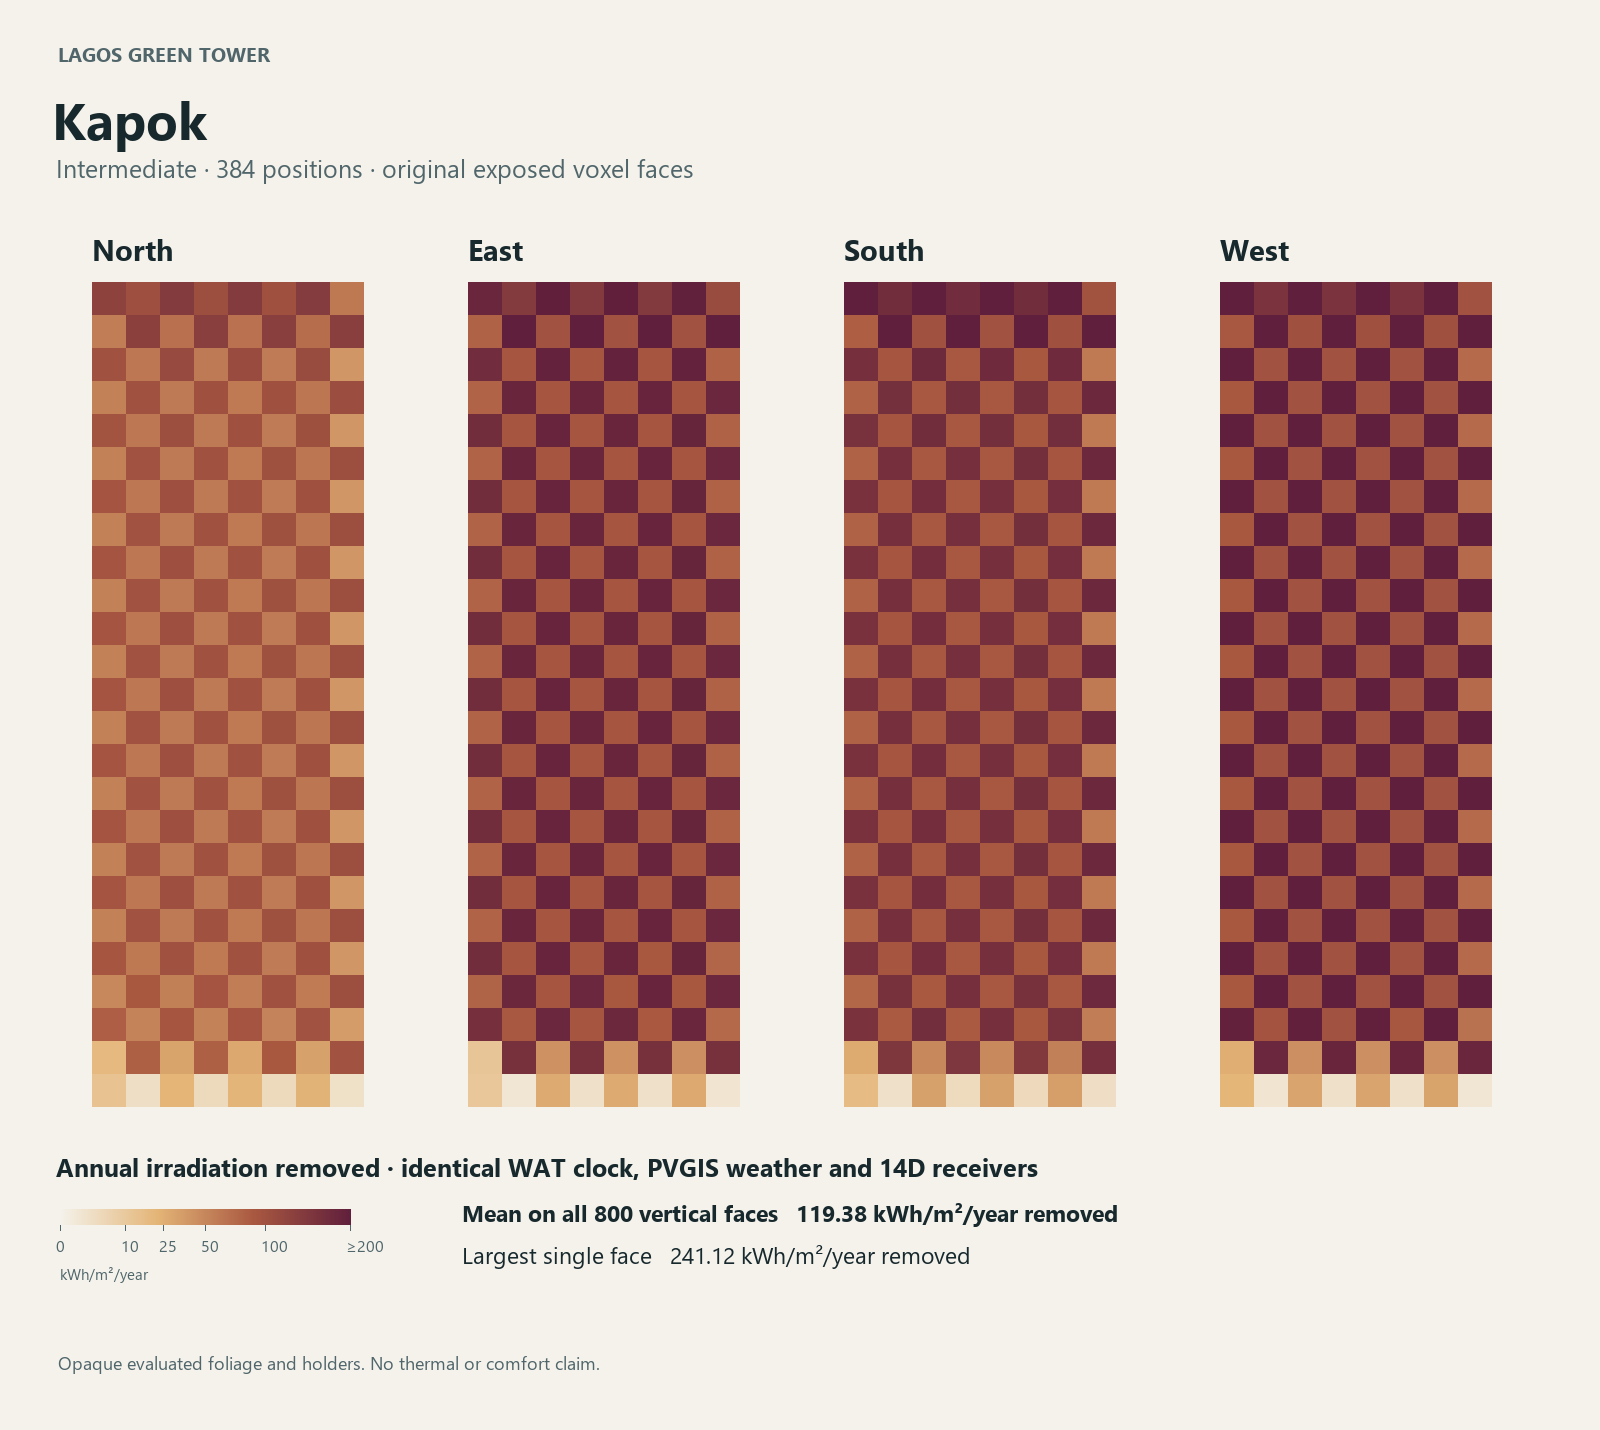 LAGOS GREEN TOWER
Kapok
Intermediate · 384 positions · original exposed voxel faces
North East South West
Annual irradiation removed · identical WAT clock, PVGIS weather and 14D receivers
Mean on all 800 vertical faces 119.38 kWh/m²/year removed
0 10 25 50 100 ≥200
Largest single face 241.12 kWh/m²/year removed
kWh/m²/year
Opaque evaluated foliage and holders. No thermal or comfort claim.